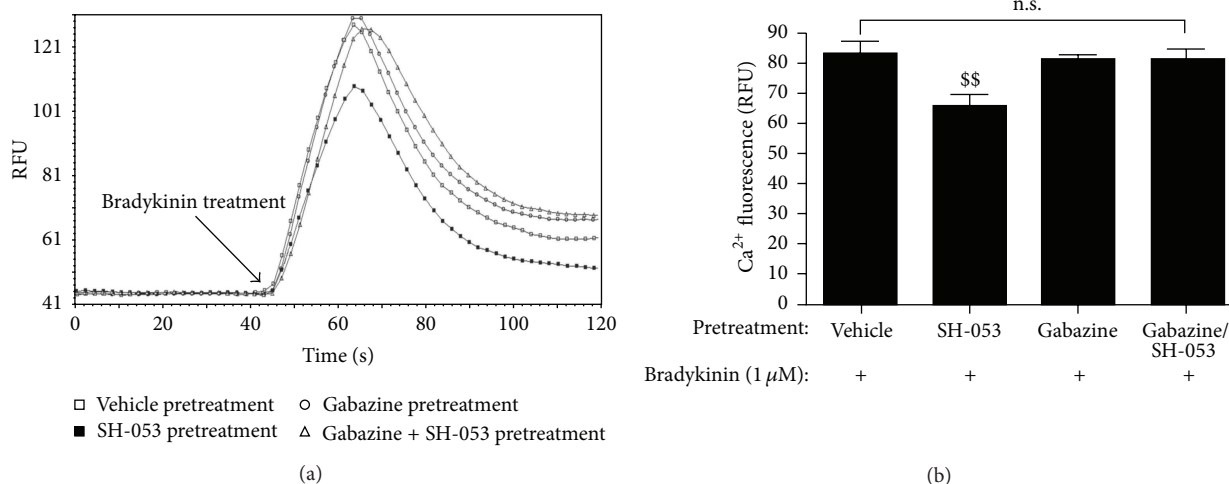 121
101
81
61
41
RFU
Bradykinin treatment
0 20 40 60 80 100 120
Time (s)
Vehicle pretreatment
SH-053 pretreatment
Gabazine pretreatment
Gabazine + SH-053 pretreatment
(a)
n.s.
90
80
70
60
50
40
30
20
10
0
Ca²⁺ fluorescence (RFU)
$$
Pretreatment: Vehicle SH-053 Gabazine Gabazine/
SH-053
Bradykinin (1 μM): + + + +
(b)